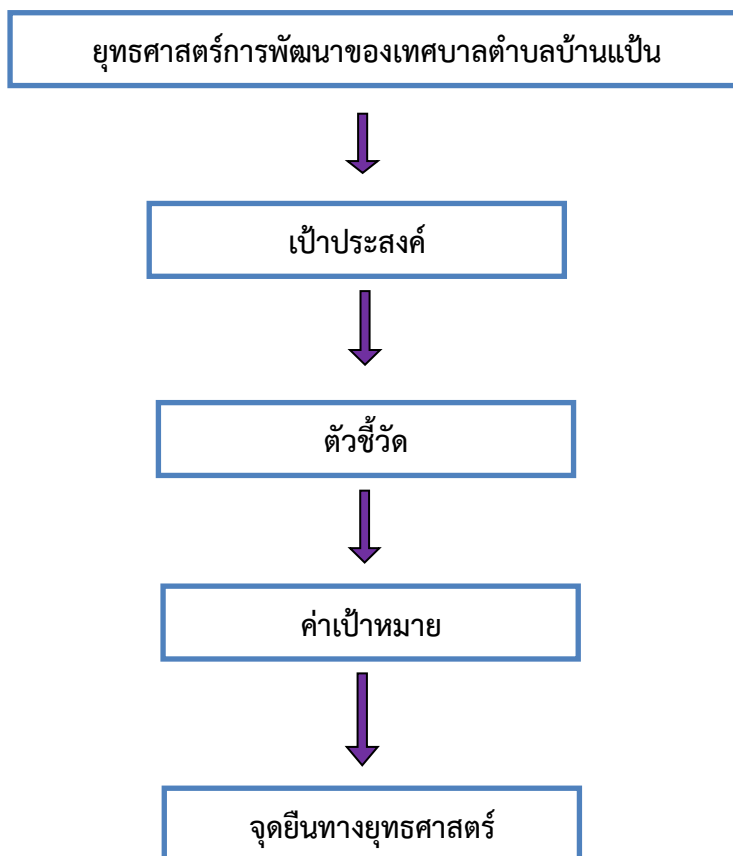 ยุทธศาสตร์การพัฒนาของเทศบาลตำบลบ้านแป้น
เป้าประสงค์
ตัวชี้วัด
ค่าเป้าหมาย
จุดยืนทางยุทธศาสตร์